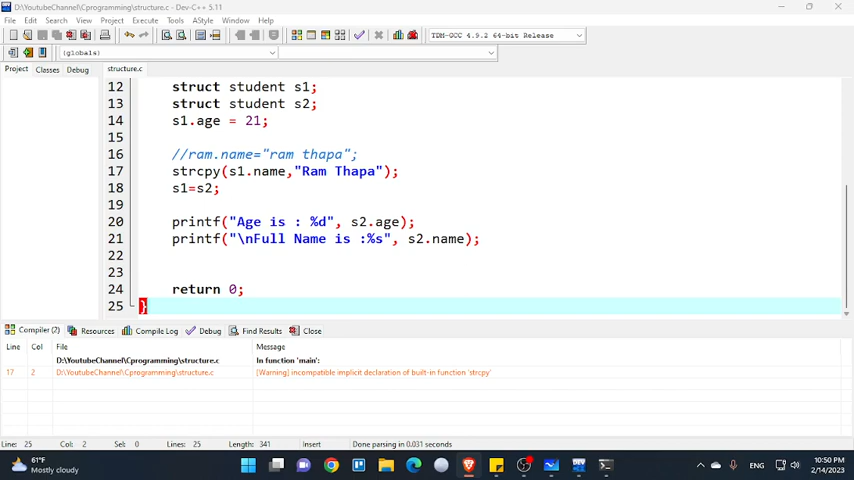 D:\YoutubeChannel\Cprogramming\structure.c - Dev-C++ 5.11
File Edit Search View Project Execute Tools AStyle Window Help
TDM-GCC 4.9.2 64-bit Release
(globals)
Project Classes Debug
structure.c
12 struct student s1;
13 struct student s2;
14 s1.age = 21;
15
16 //ram.name="ram thapa";
17 strcpy(s1.name,"Ram Thapa");
18 s1=s2;
19
20 printf("Age is : %d", s2.age);
21 printf("\nFull Name is :%s", s2.name);
22
23
24 return 0;
25 }
Compiler (2) Resources Compile Log Debug Find Results Close
Line Col File Message
D:\YoutubeChannel\Cprogramming\structure.c In function 'main':
17 2 D:\YoutubeChannel\Cprogramming\structure.c [Warning] incompatible implicit declaration of built-in function 'strcpy'
Line: 25 Col: 2 Sel: 0 Lines: 25 Length: 341 Insert Done parsing in 0.031 seconds
61°F
Mostly cloudy
ENG
10:50 PM
2/14/2023